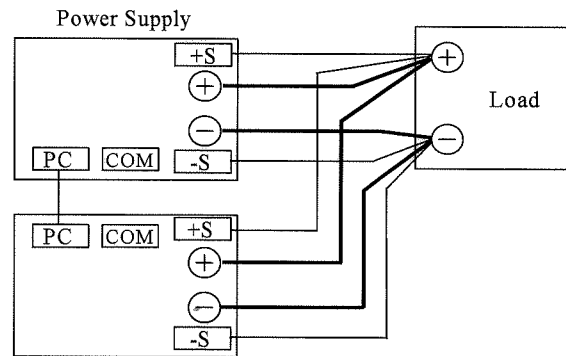 Power Supply
+S
+
−
-S
PC COM
+
−
Load
PC COM
+S
+
−
-S